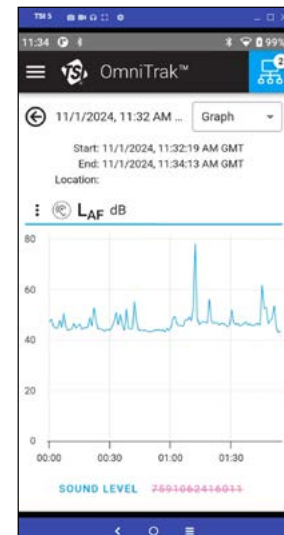 TSI 5
11:34 99%
TSI OmniTrak™ 2
11/1/2024, 11:32 AM ... Graph
Start: 11/1/2024, 11:32:19 AM GMT
End: 11/1/2024, 11:34:13 AM GMT
Location:
LAF dB
80
60
40
20
0
00:00 00:30 01:00 01:30
SOUND LEVEL 7591062416011